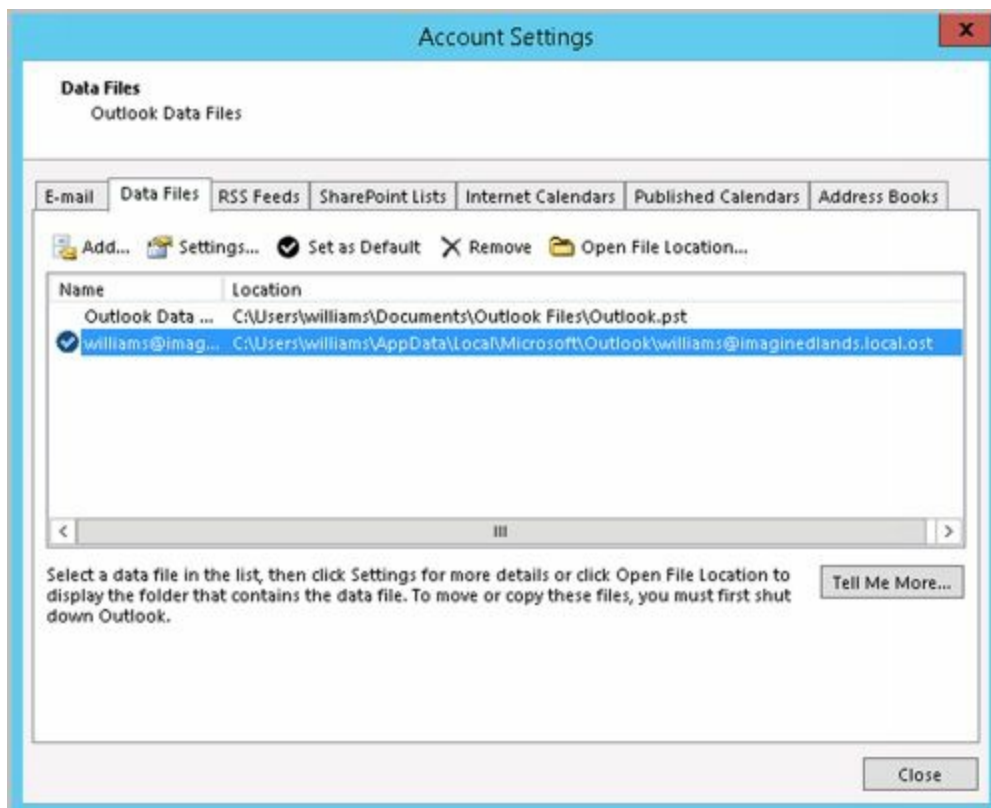 Account Settings
x
Data Files
Outlook Data Files
E-mail Data Files RSS Feeds SharePoint Lists Internet Calendars Published Calendars Address Books
Add... Settings... Set as Default Remove Open File Location...
Name Location
Outlook Data ... C:\Users\williams\Documents\Outlook Files\Outlook.pst
williams@imag... C:\Users\williams\AppData\Local\Microsoft\Outlook\williams@imaginedlands.local.ost
Select a data file in the list, then click Settings for more details or click Open File Location to
display the folder that contains the data file. To move or copy these files, you must first shut
down Outlook.
Tell Me More...
Close